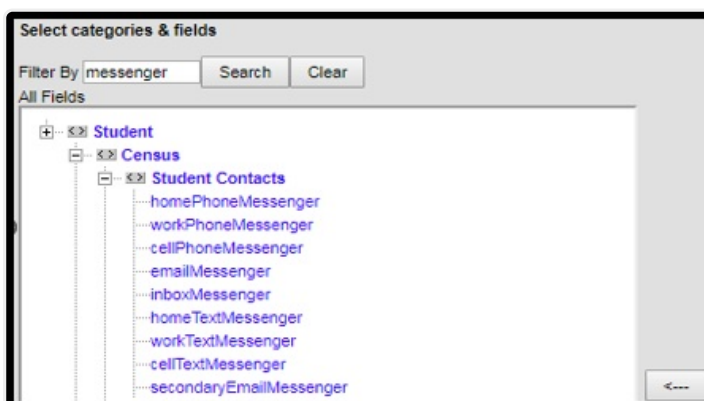 Select categories & fields
Filter By messenger Search Clear
All Fields
Student
Census
Student Contacts
homePhoneMessenger
workPhoneMessenger
cellPhoneMessenger
emailMessenger
inboxMessenger
homeTextMessenger
workTextMessenger
cellTextMessenger
secondaryEmailMessenger
<---